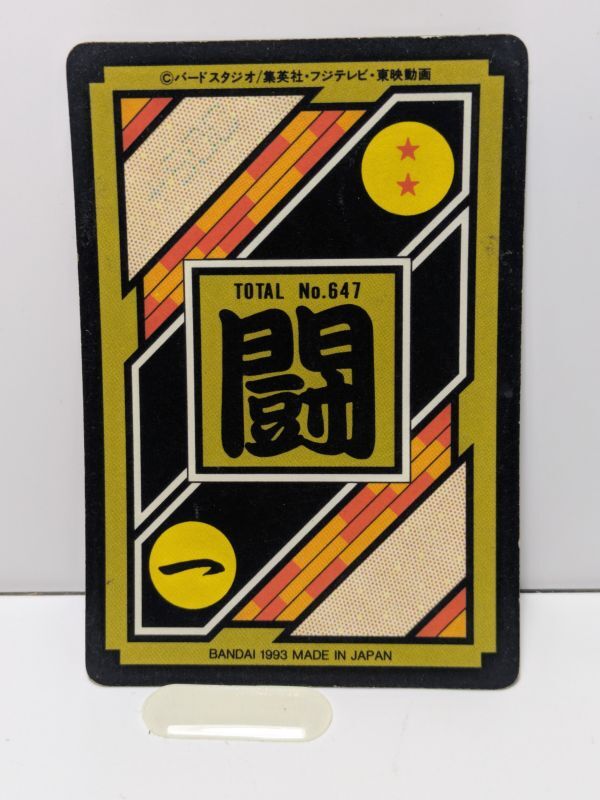 ©バードスタジオ/集英社・フジテレビ・東映動画
TOTAL No.647
闘
一
BANDAI 1993 MADE IN JAPAN